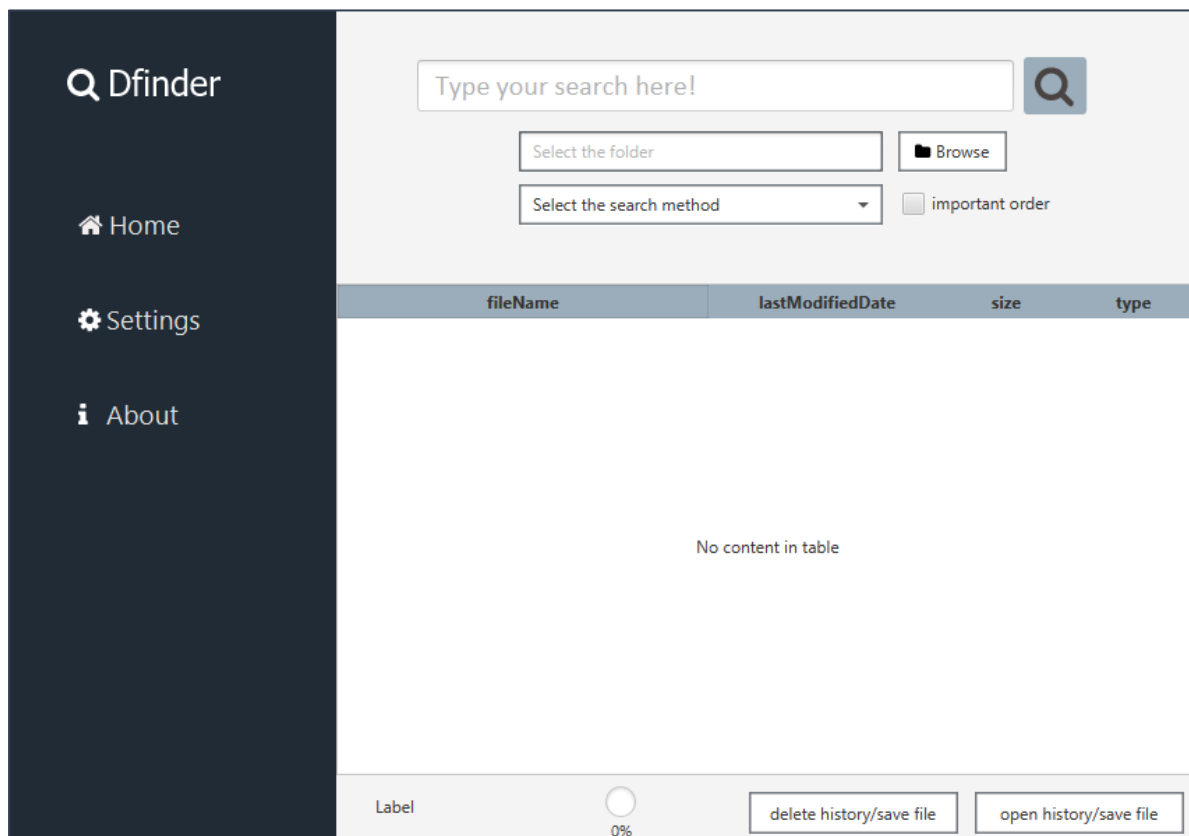 Dfinder
Home
Settings
About
Type your search here!
Select the folder
Browse
Select the search method
important order
fileName lastModifiedDate size type
No content in table
Label
0%
delete history/save file
open history/save file